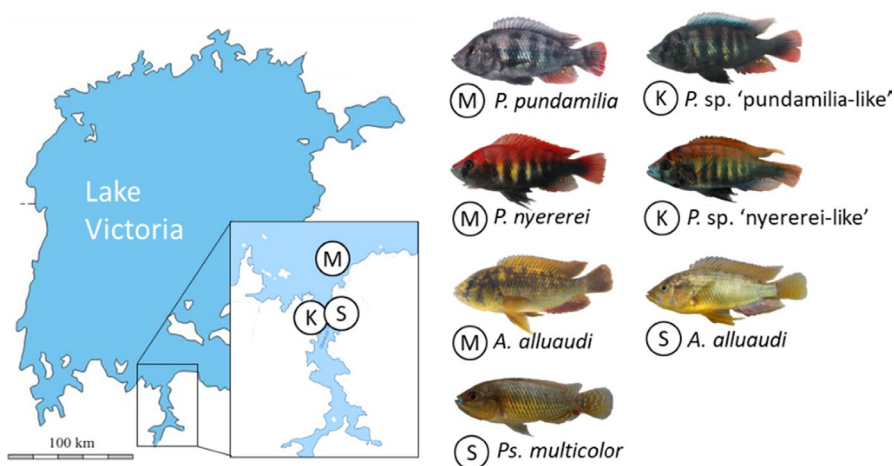 Lake
Victoria
M
K
S
100 km
M P. pundamilia
K P. sp. ‘pundamilia-like’
M P. nyererei
K P. sp. ‘nyererei-like’
M A. alluaudi
S A. alluaudi
S Ps. multicolor